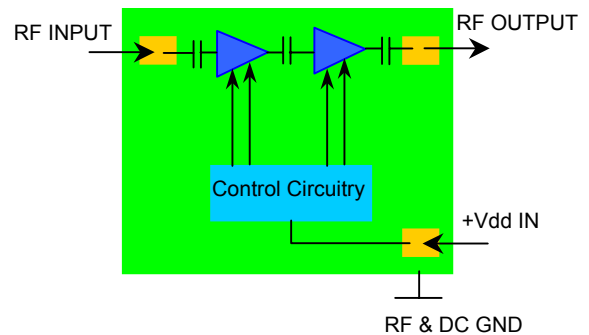 RF INPUT
RF OUTPUT
Control Circuitry
+Vdd IN
RF & DC GND